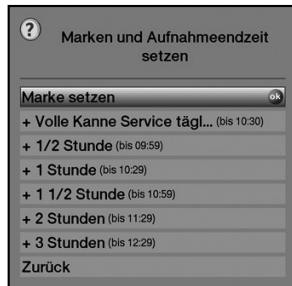 ?
Marken und Aufnahmeendzeit
setzen
Marke setzen ok
+ Volle Kanne Service tägl... (bis 10:30)
+ 1/2 Stunde (bis 09:59)
+ 1 Stunde (bis 10:29)
+ 1 1/2 Stunde (bis 10:59)
+ 2 Stunden (bis 11:29)
+ 3 Stunden (bis 12:29)
Zurück